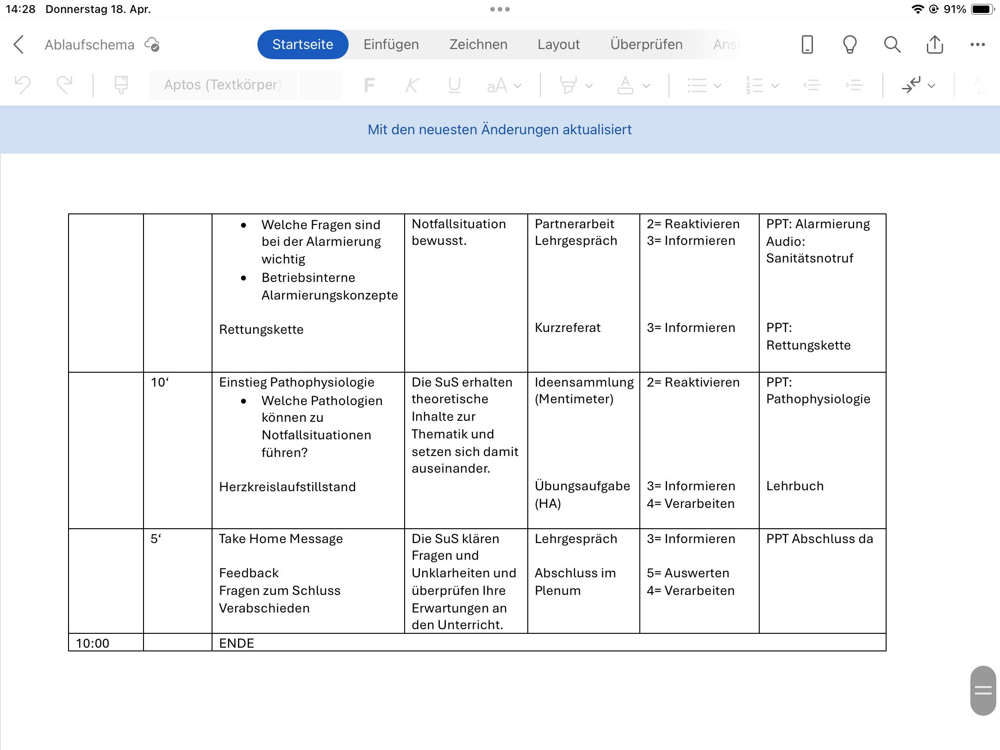 14:28 Donnerstag 18. Apr.
91%
Ablaufschema
Startseite Einfügen Zeichnen Layout Überprüfen Ansi
Aptos (Textkörper) F K U aA A
Mit den neuesten Änderungen aktualisiert
• Welche Fragen sind
bei der Alarmierung
wichtig
• Betriebsinterne
Alarmierungskonzepte
Rettungskette
Notfallsituation
bewusst.
Partnerarbeit
Lehrgespräch
Kurzreferat
2= Reaktivieren
3= Informieren
3= Informieren
PPT: Alarmierung
Audio:
Sanitätsnotruf
PPT:
Rettungskette
10‘
Einstieg Pathophysiologie
• Welche Pathologien
können zu
Notfallsituationen
führen?
Herzkreislaufstillstand
Die SuS erhalten
theoretische
Inhalte zur
Thematik und
setzen sich damit
auseinander.
Ideensammlung
(Mentimeter)
Übungsaufgabe
(HA)
2= Reaktivieren
3= Informieren
4= Verarbeiten
PPT:
Pathophysiologie
Lehrbuch
5‘
Take Home Message
Feedback
Fragen zum Schluss
Verabschieden
Die SuS klären
Fragen und
Unklarheiten und
überprüfen Ihre
Erwartungen an
den Unterricht.
Lehrgespräch
Abschluss im
Plenum
3= Informieren
5= Auswerten
4= Verarbeiten
PPT Abschluss da
10:00
ENDE